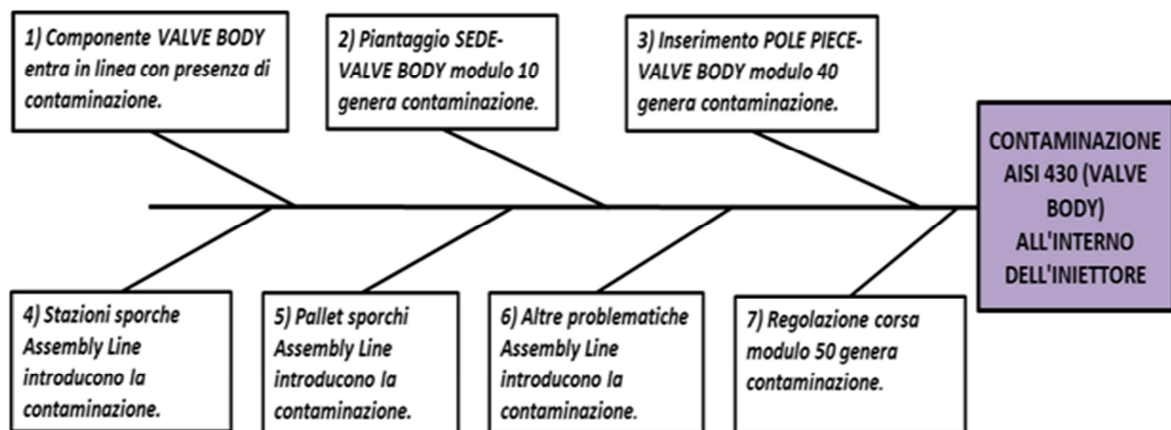 1) Componente VALVE BODY
entra in linea con presenza di
contaminazione.
2) Piantaggio SEDE-
VALVE BODY modulo 10
genera contaminazione.
3) Inserimento POLE PIECE-
VALVE BODY modulo 40
genera contaminazione.
CONTAMINAZIONE
AISI 430 (VALVE
BODY)
ALL'INTERNO
DELL'INIETTORE
4) Stazioni sporche
Assembly Line
introducono la
contaminazione.
5) Pallet sporchi
Assembly Line
introducono la
contaminazione.
6) Altre problematiche
Assembly Line
introducono la
contaminazione.
7) Regolazione corsa
modulo 50 genera
contaminazione.